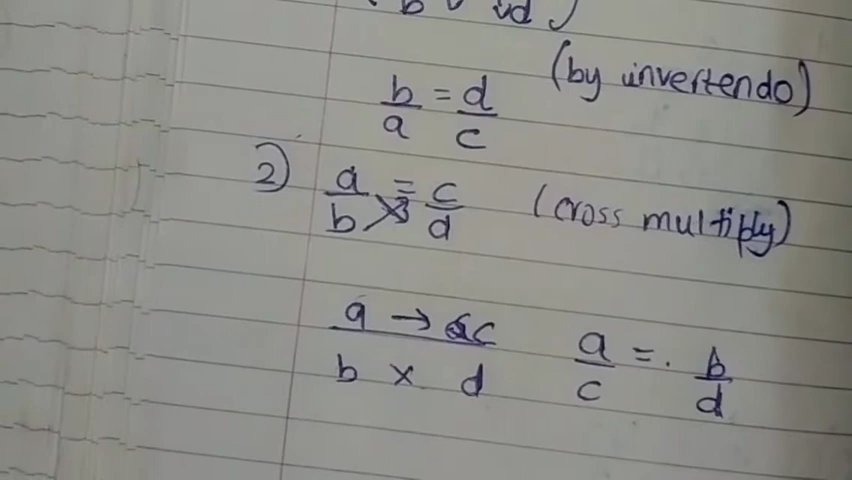 (by invertendo)
b/a = d/c
2) a/b = c/d (cross multiply)
a → c
b × d
a/c = . b/d